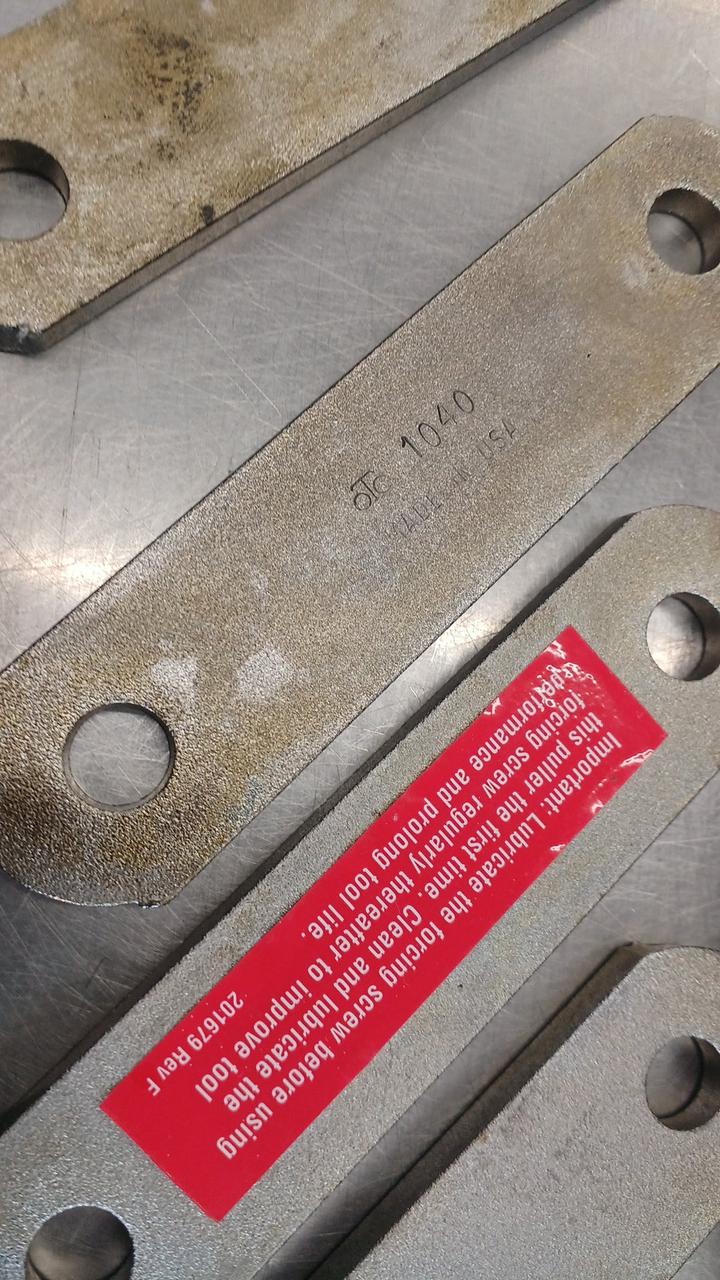 OTC 1040
MADE IN USA
Important: Lubricate the forcing screw before using
this puller the first time. Clean and lubricate the
forcing screw regularly thereafter to improve tool
performance and prolong tool life.
201679 Rev F